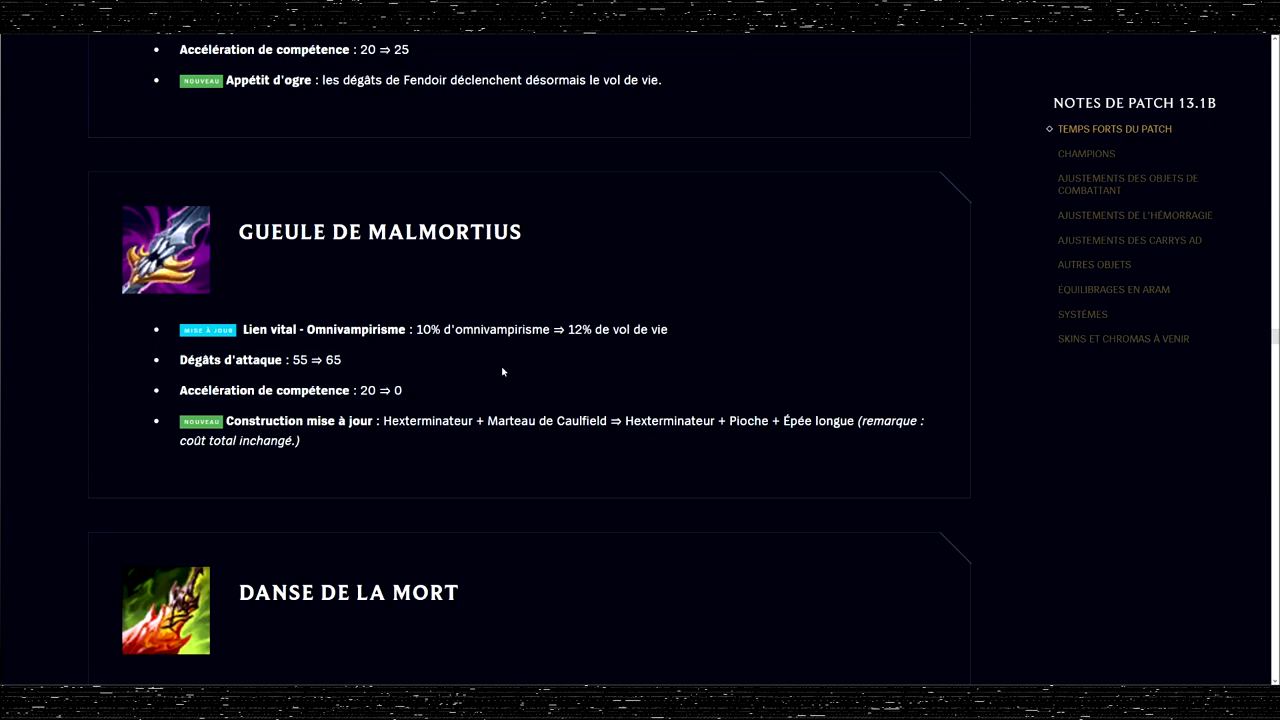 Accélération de compétence : 20 ⇒ 25
NOUVEAU Appétit d'ogre : les dégâts de Fendoir déclenchent désormais le vol de vie.
GUEULE DE MALMORTIUS
MISE À JOUR Lien vital - Omnivampirisme : 10% d'omnivampirisme ⇒ 12% de vol de vie
Dégâts d'attaque : 55 ⇒ 65
Accélération de compétence : 20 ⇒ 0
NOUVEAU Construction mise à jour : Hexterminateur + Marteau de Caulfield ⇒ Hexterminateur + Pioche + Épée longue (remarque :
coût total inchangé.)
DANSE DE LA MORT
NOTES DE PATCH 13.1B
TEMPS FORTS DU PATCH
CHAMPIONS
AJUSTEMENTS DES OBJETS DE
COMBATTANT
AJUSTEMENTS DE L'HÉMORRAGIE
AJUSTEMENTS DES CARRYS AD
AUTRES OBJETS
ÉQUILIBRAGES EN ARAM
SYSTÈMES
SKINS ET CHROMAS À VENIR